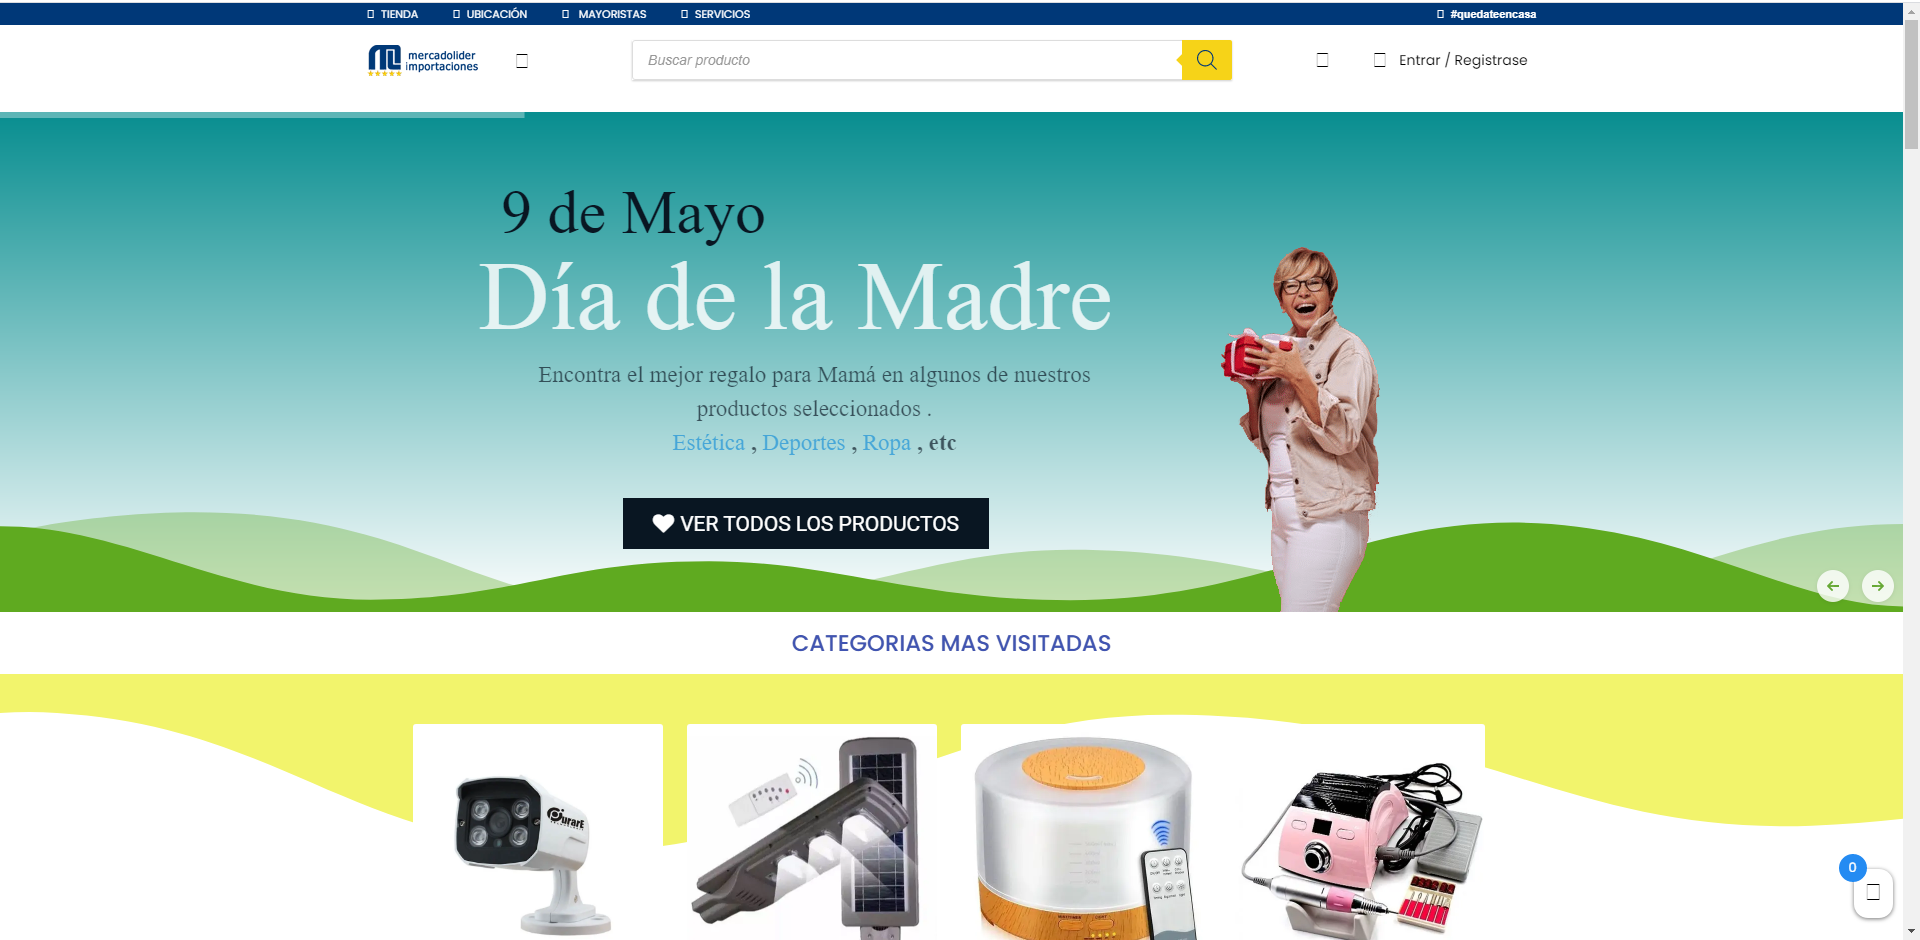 TIENDA
UBICACIÓN
MAYORISTAS
SERVICIOS
#quedateencasa
mercadolider
importaciones
Buscar producto
Entrar / Registrase
9 de Mayo
Día de la Madre
Encontra el mejor regalo para Mamá en algunos de nuestros
productos seleccionados .
Estética , Deportes , Ropa , etc
VER TODOS LOS PRODUCTOS
CATEGORIAS MAS VISITADAS
0